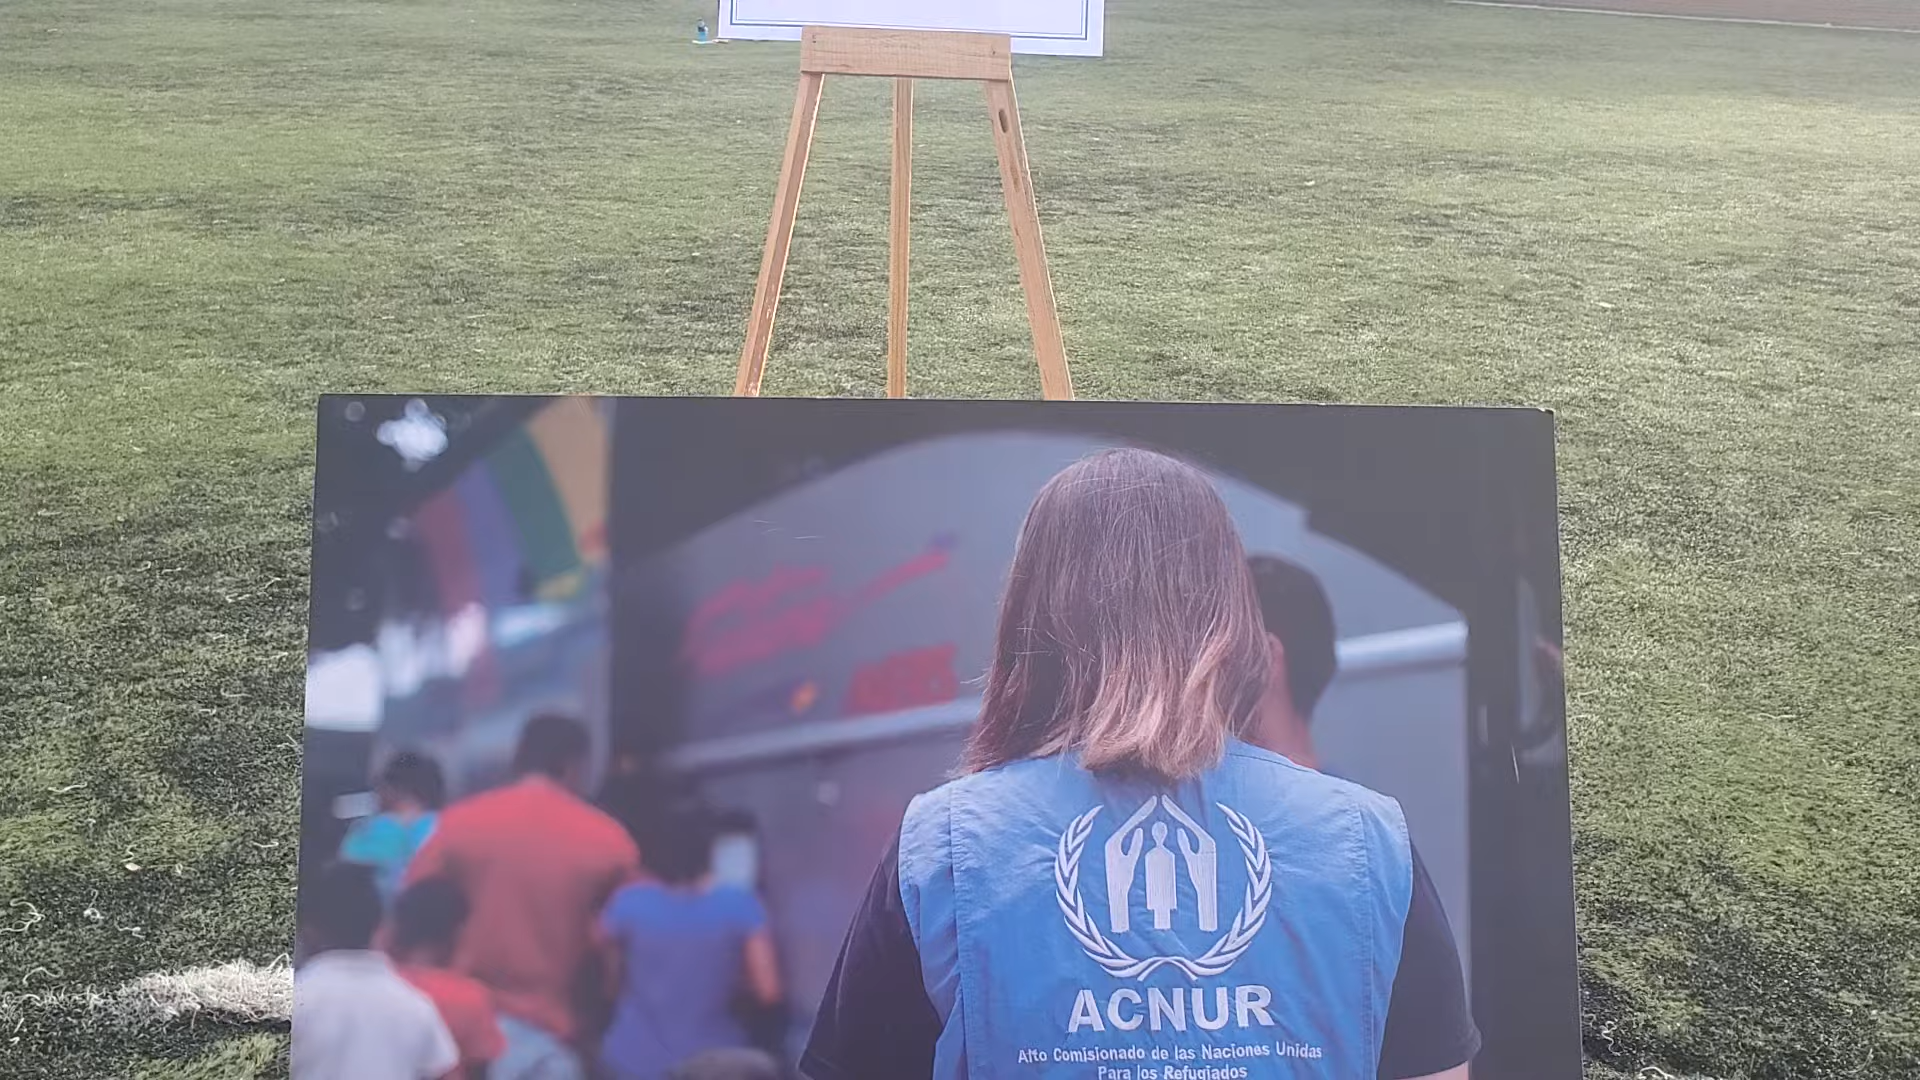 ACNUR
Alto Comisionado de las Naciones Unidas
Para los Refugiados